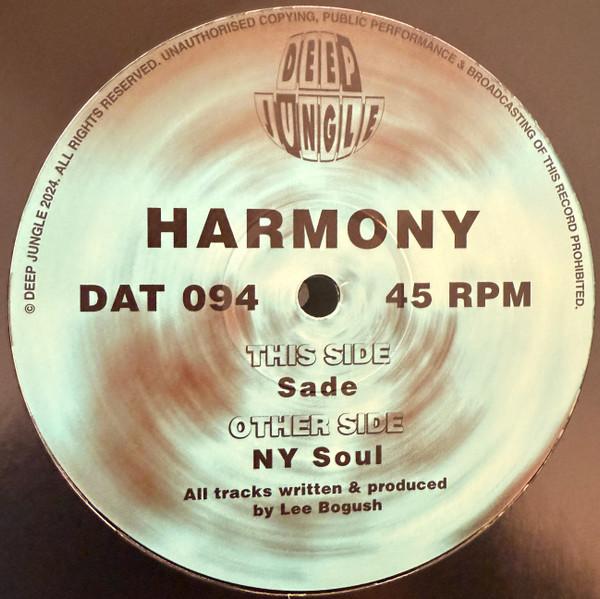 © DEEP JUNGLE 2024. ALL RIGHTS RESERVED. UNAUTHORISED COPYING, PUBLIC PERFORMANCE & BROADCASTING OF THIS RECORD PROHIBITED.
DEEP
JUNGLE
HARMONY
DAT 094
45 RPM
THIS SIDE
Sade
OTHER SIDE
NY Soul
All tracks written & produced
by Lee Bogush